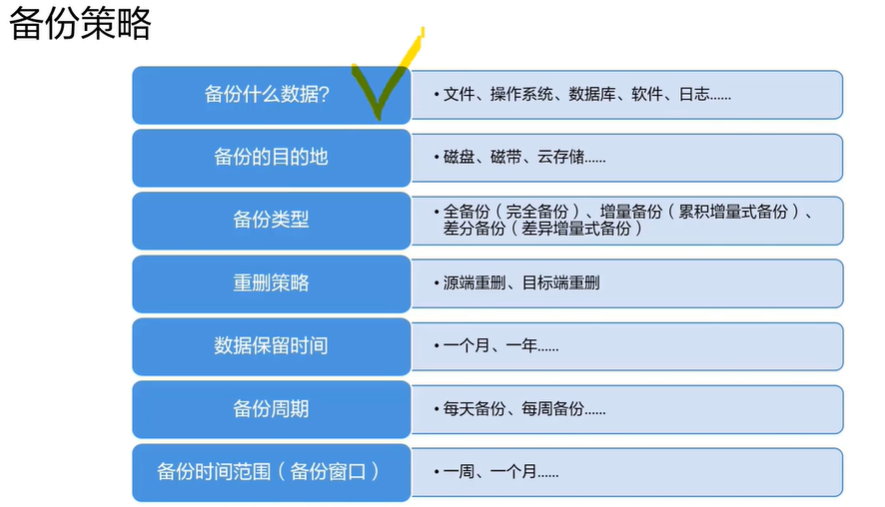 备份策略
备份什么数据?
•文件、操作系统、数据库、软件、日志......
备份的目的地
•磁盘、磁带、云存储......
备份类型
•全备份（完全备份）、增量备份（累积增量式备份）、
差分备份（差异增量式备份）
重删策略
•源端重删、目标端重删
数据保留时间
•一个月、一年......
备份周期
•每天备份、每周备份......
备份时间范围（备份窗口）
•一周、一个月......